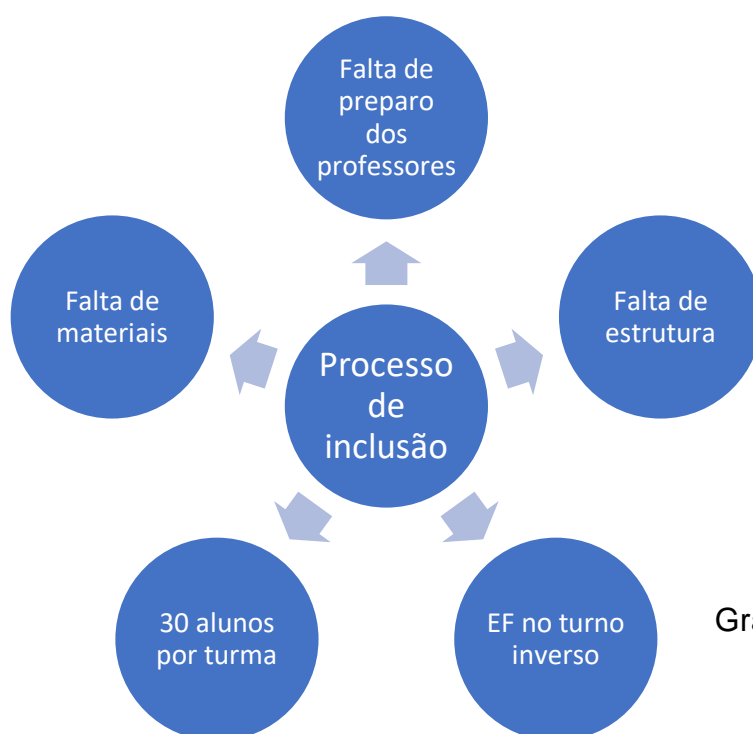 Falta de
preparo
dos
professores
Falta de
materiais
Falta de
estrutura
Processo
de
inclusão
30 alunos
por turma
EF no turno
inverso
Gra